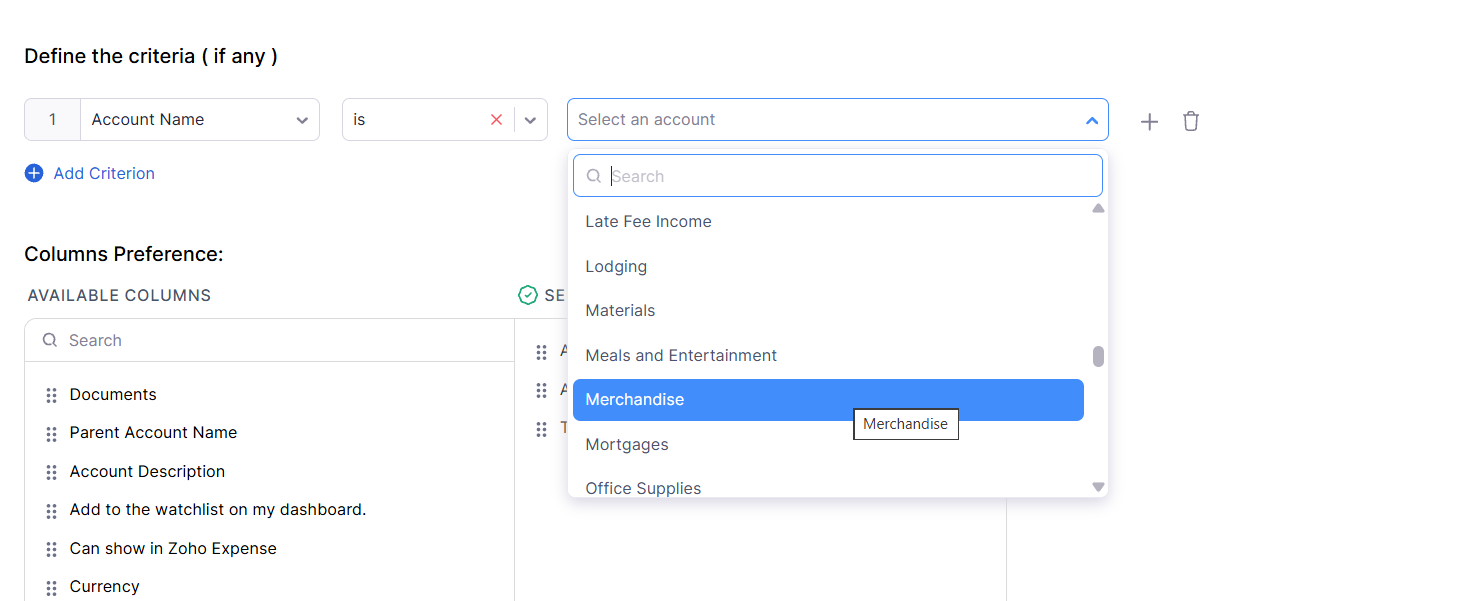 Define the criteria ( if any )
1 Account Name is Select an account
Add Criterion
Search
Late Fee Income
Lodging
Materials
Meals and Entertainment
Merchandise
Merchandise
Mortgages
Office Supplies
Columns Preference:
AVAILABLE COLUMNS
Search
Documents
Parent Account Name
Account Description
Add to the watchlist on my dashboard.
Can show in Zoho Expense
Currency